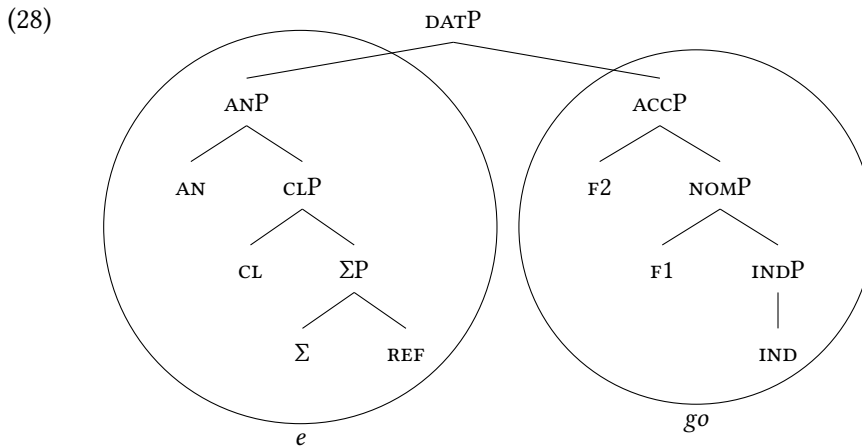 (28)
DATP
ANP ACCP
AN CLP F2 NOMP
CL ΣP F1 INDP
Σ REF IND
e go